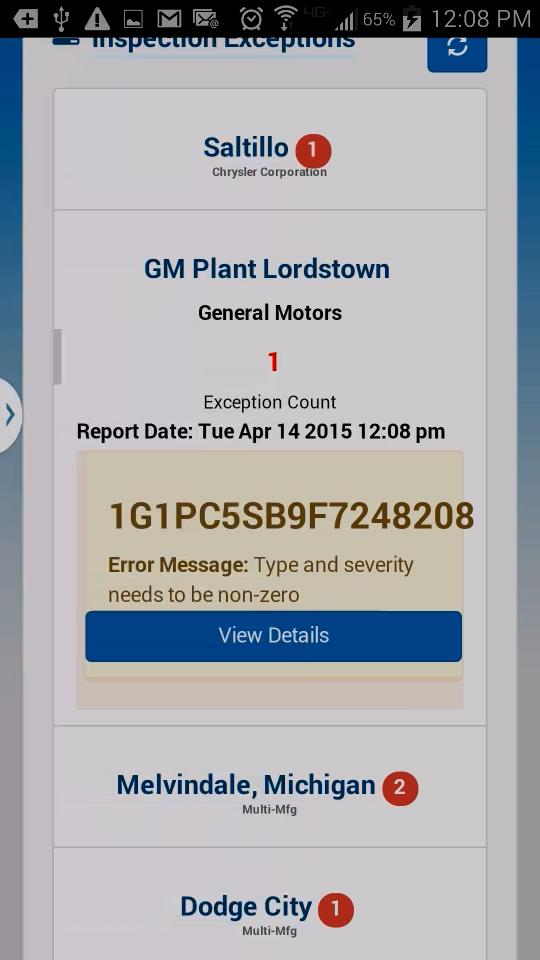 4G
65%
12:08 PM
Inspection Exceptions
Saltillo 1
Chrysler Corporation
GM Plant Lordstown
General Motors
1
Exception Count
Report Date: Tue Apr 14 2015 12:08 pm
1G1PC5SB9F7248208
Error Message: Type and severity
needs to be non-zero
View Details
Melvindale, Michigan 2
Multi-Mfg
Dodge City 1
Multi-Mfg